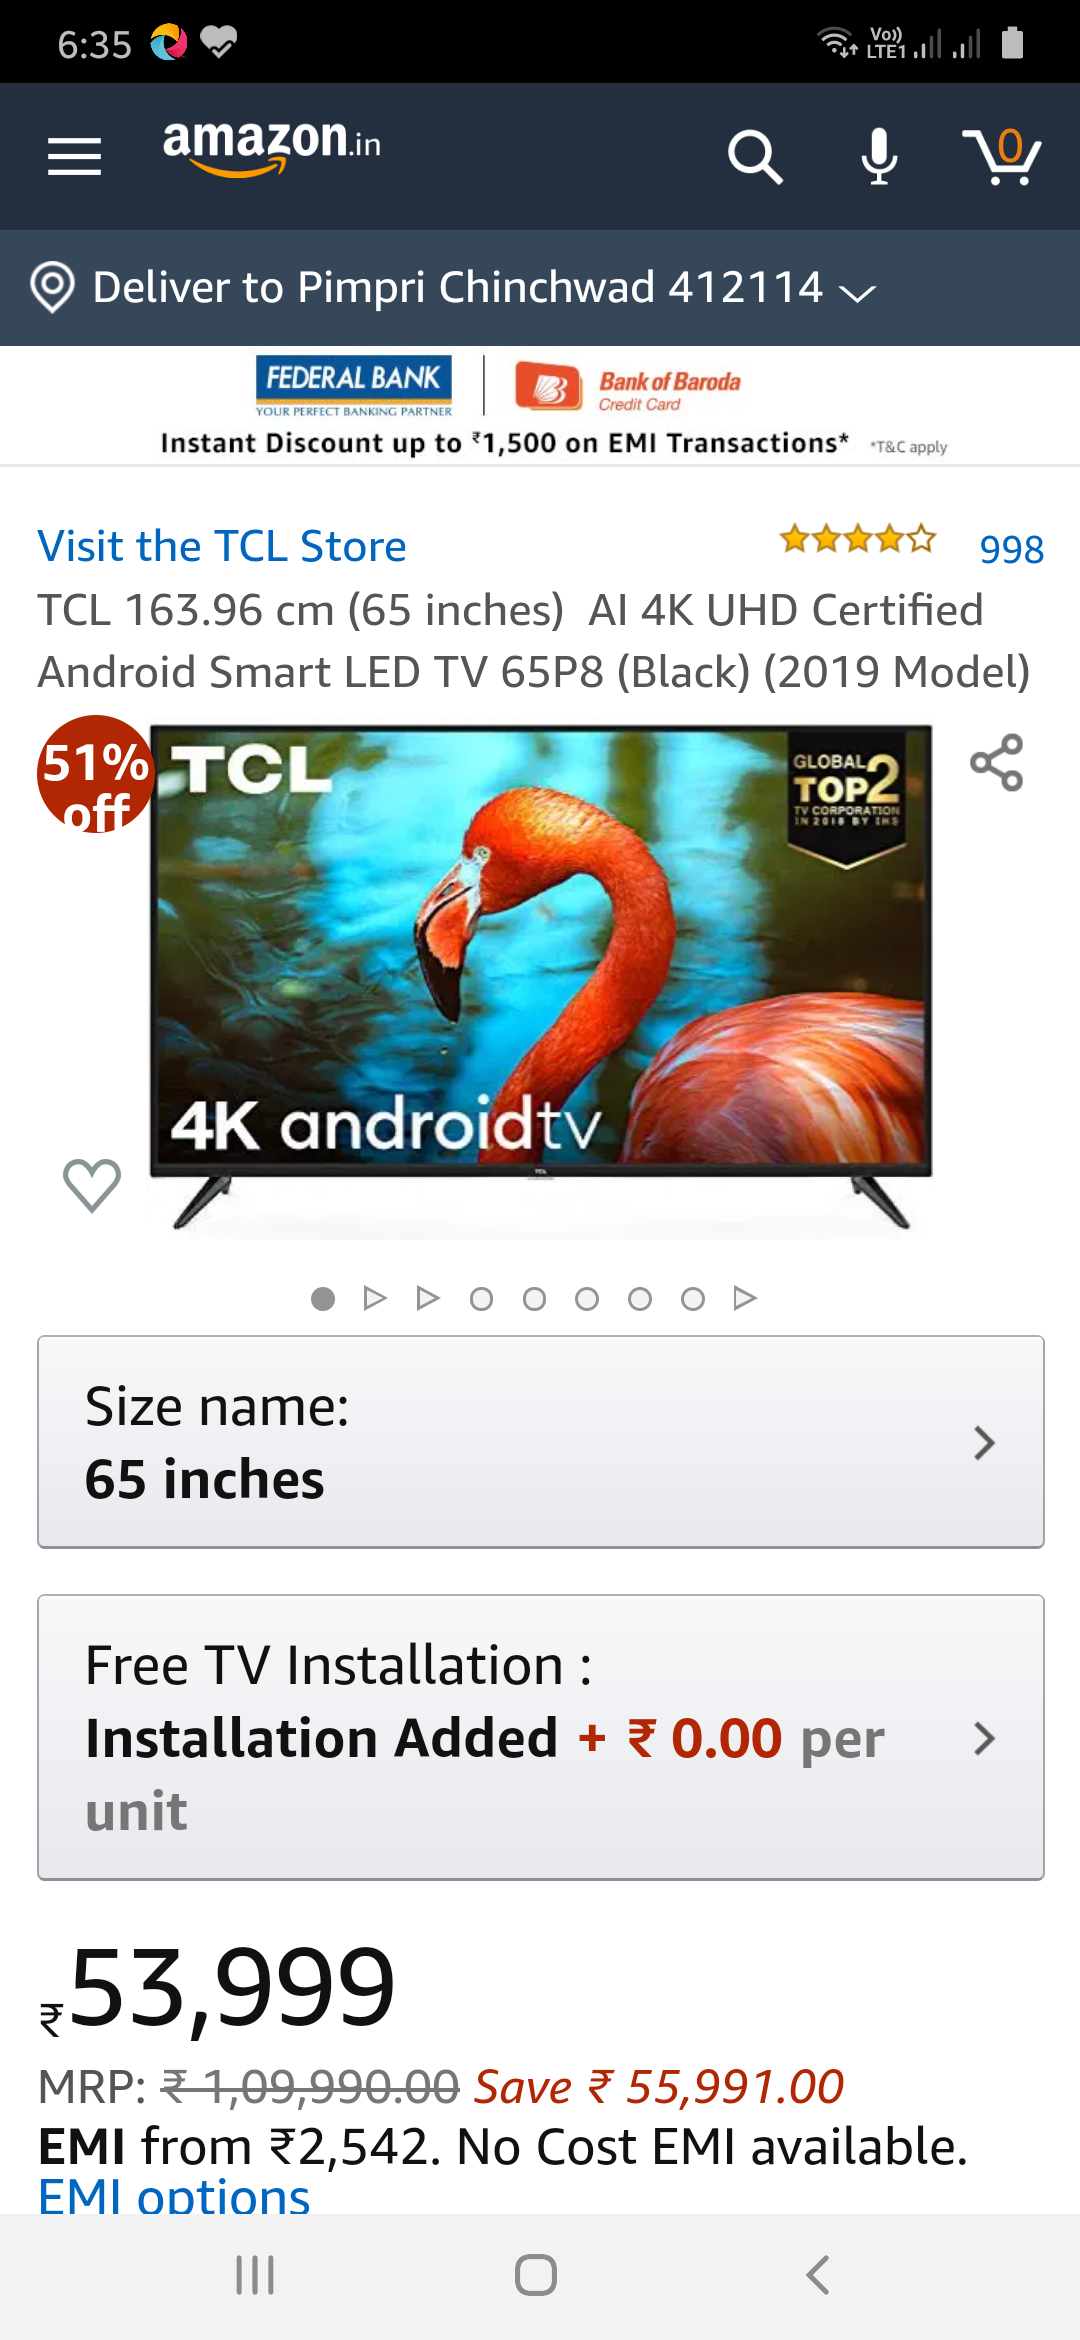 6:35 Vo)) LTE1
amazon.in 0
Deliver to Pimpri Chinchwad 412114
FEDERAL BANK
YOUR PERFECT BANKING PARTNER
Bank of Baroda
Credit Card
Instant Discount up to ₹1,500 on EMI Transactions* *T&C apply
Visit the TCL Store 998
TCL 163.96 cm (65 inches) AI 4K UHD Certified
Android Smart LED TV 65P8 (Black) (2019 Model)
51%
off
TCL
GLOBAL
TOP2
TV CORPORATION
IN 2018 BY IHS
4K androidtv
TCL
Size name:
65 inches
Free TV Installation :
Installation Added + ₹ 0.00 per
unit
₹53,999
MRP: ₹ 1,09,990.00 Save ₹ 55,991.00
EMI from ₹2,542. No Cost EMI available.
EMI options